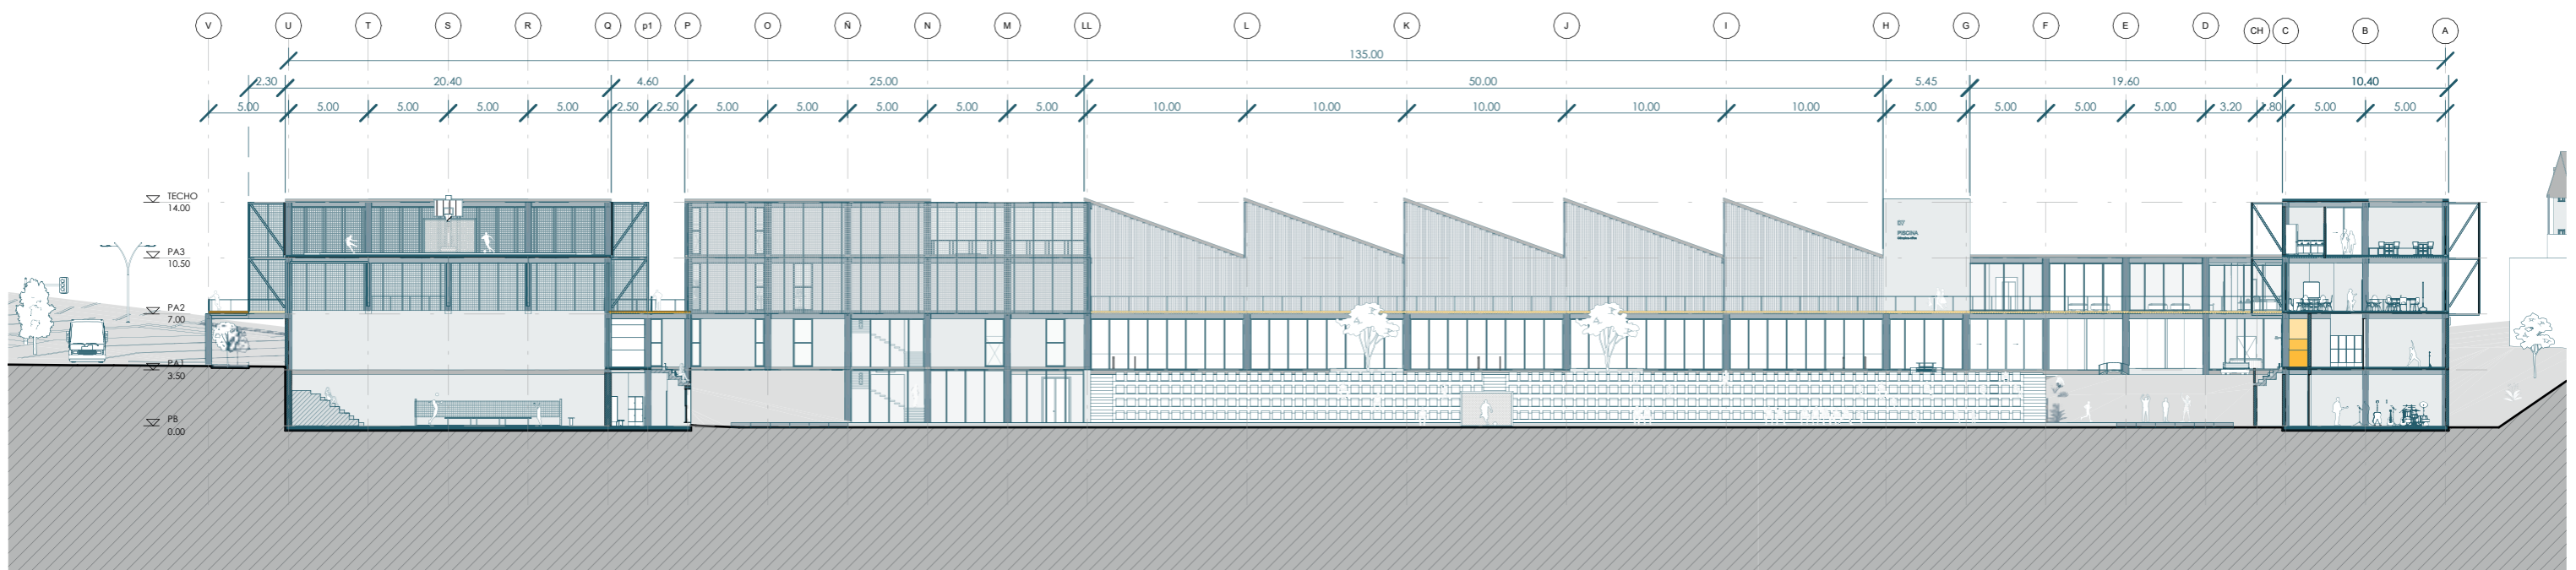 V U T S R Q p1 P O Ñ N M LL L K J I H G F E D CH C B A
135.00
2.30 20.40 4.60 25.00 50.00 5.45 19.60 10.40
5.00 5.00 5.00 5.00 5.00 2.50 2.50 5.00 5.00 5.00 5.00 5.00 10.00 10.00 10.00 10.00 10.00 5.00 5.00 5.00 5.00 3.20 1.80 5.00 5.00
TECHO
14.00
07
PISCINA
PA3
10.50
PA2
7.00
PA1
3.50
PB
0.00